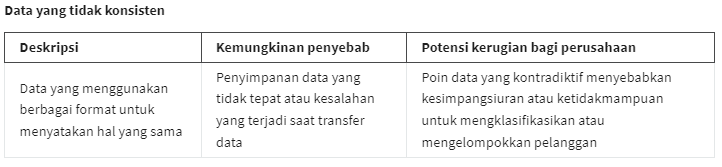 Data yang tidak konsisten
Deskripsi
Kemungkinan penyebab
Potensi kerugian bagi perusahaan
Data yang menggunakan
berbagai format untuk
menyatakan hal yang sama
Penyimpanan data yang
tidak tepat atau kesalahan
yang terjadi saat transfer
data
Poin data yang kontradiktif menyebabkan
kesimpangsiuran atau ketidakmampuan
untuk mengklasifikasikan atau
mengelompokkan pelanggan